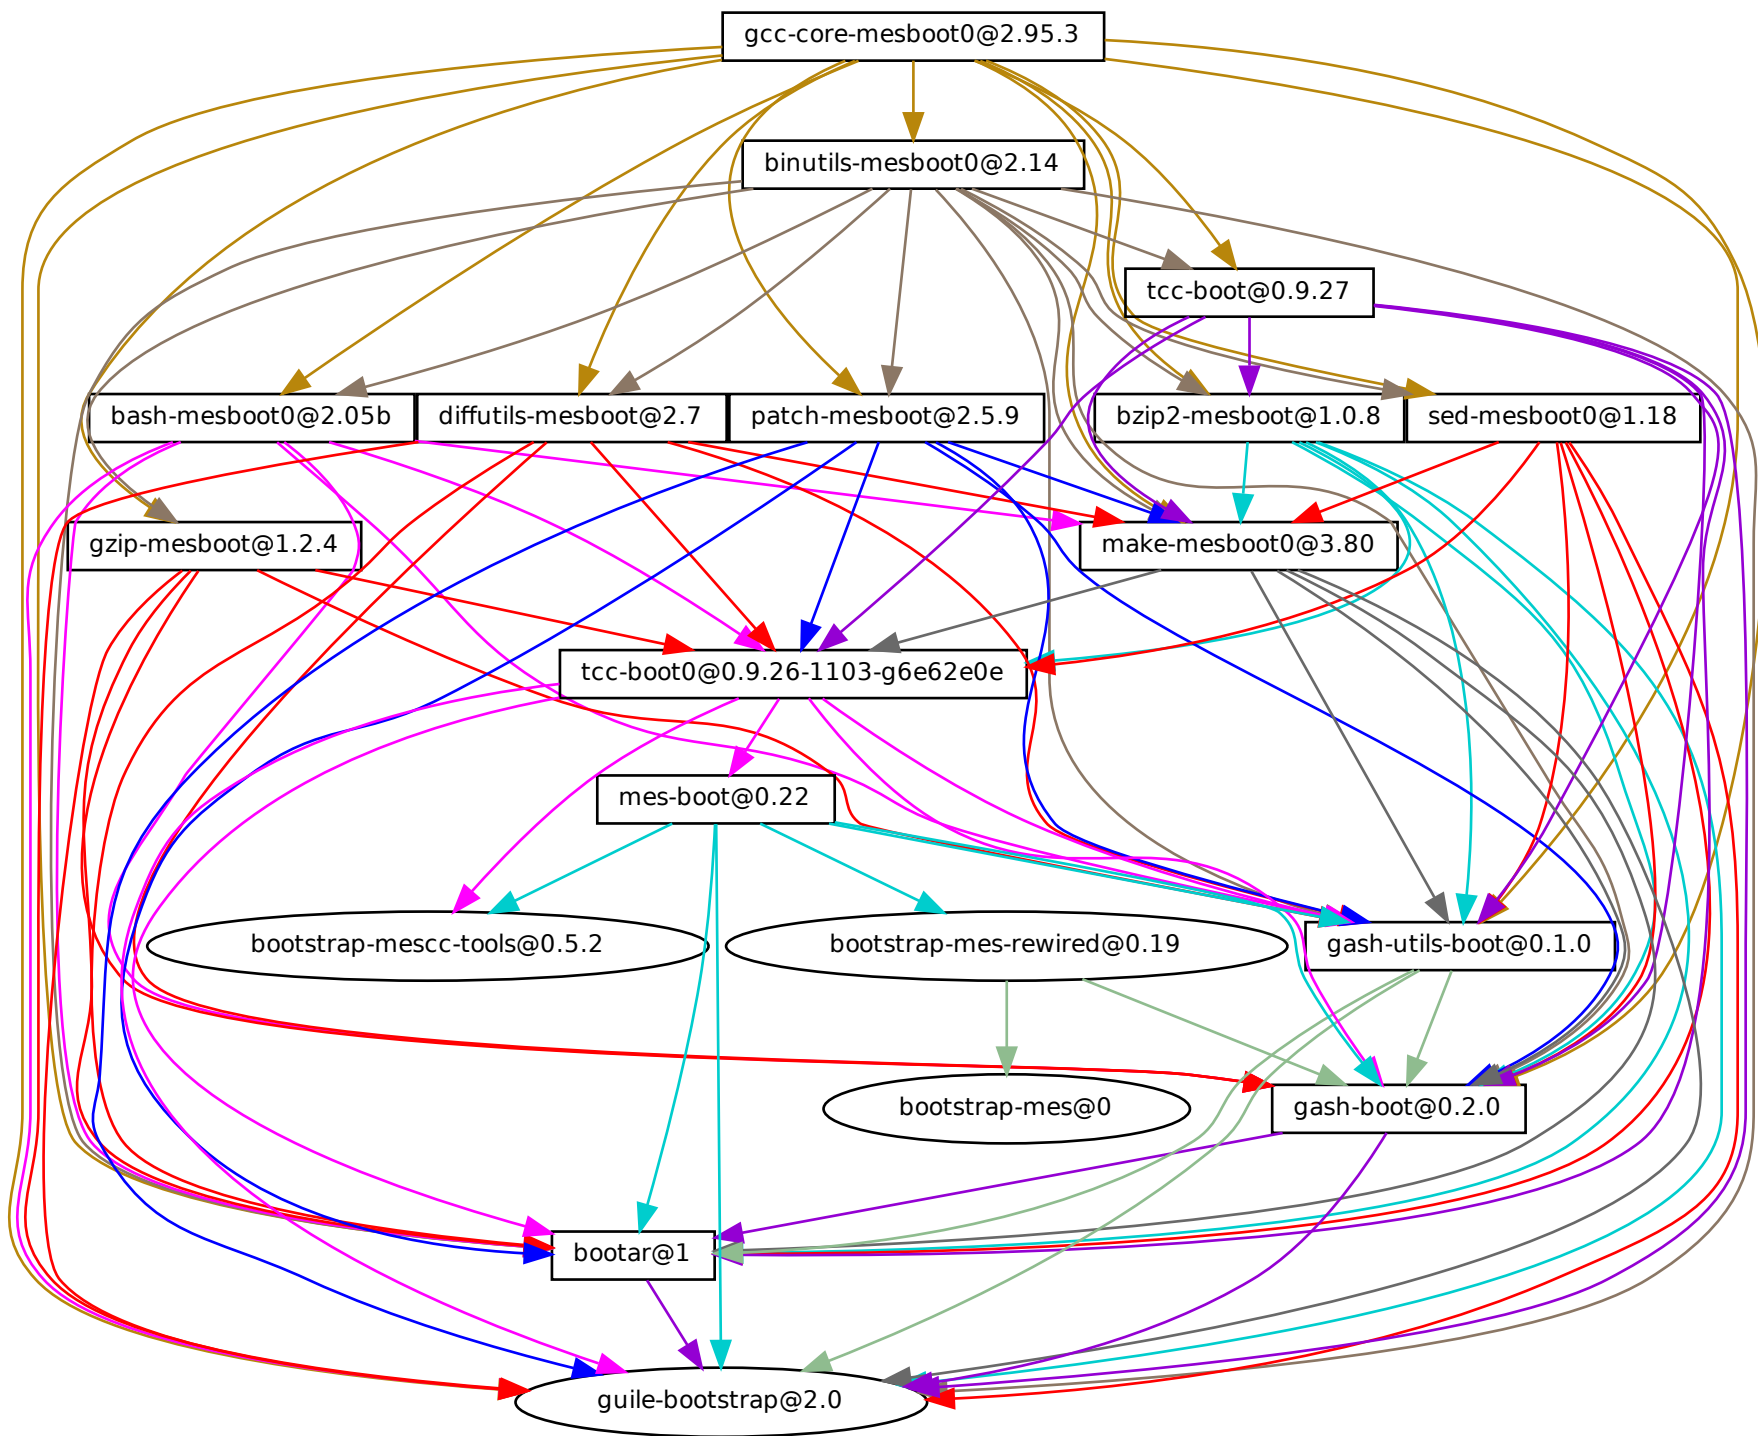 gcc-core-mesboot0@2.95.3
binutils-mesboot0@2.14
tcc-boot@0.9.27
bash-mesboot0@2.05b
diffutils-mesboot@2.7
patch-mesboot@2.5.9
bzip2-mesboot@1.0.8
sed-mesboot0@1.18
gzip-mesboot@1.2.4
make-mesboot0@3.80
tcc-boot0@0.9.26-1103-g6e62e0e
mes-boot@0.22
bootstrap-mescc-tools@0.5.2
bootstrap-mes-rewired@0.19
gash-utils-boot@0.1.0
bootstrap-mes@0
gash-boot@0.2.0
bootar@1
guile-bootstrap@2.0